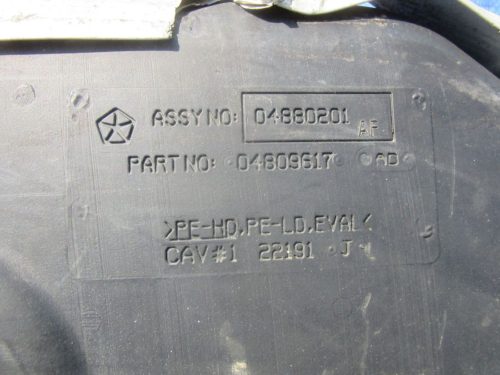 ASSY NO: 04880201 AF
PART NO: 04809617 AD
>PE-HD,PE-LD,EVAL<
CAV#1 22191 J